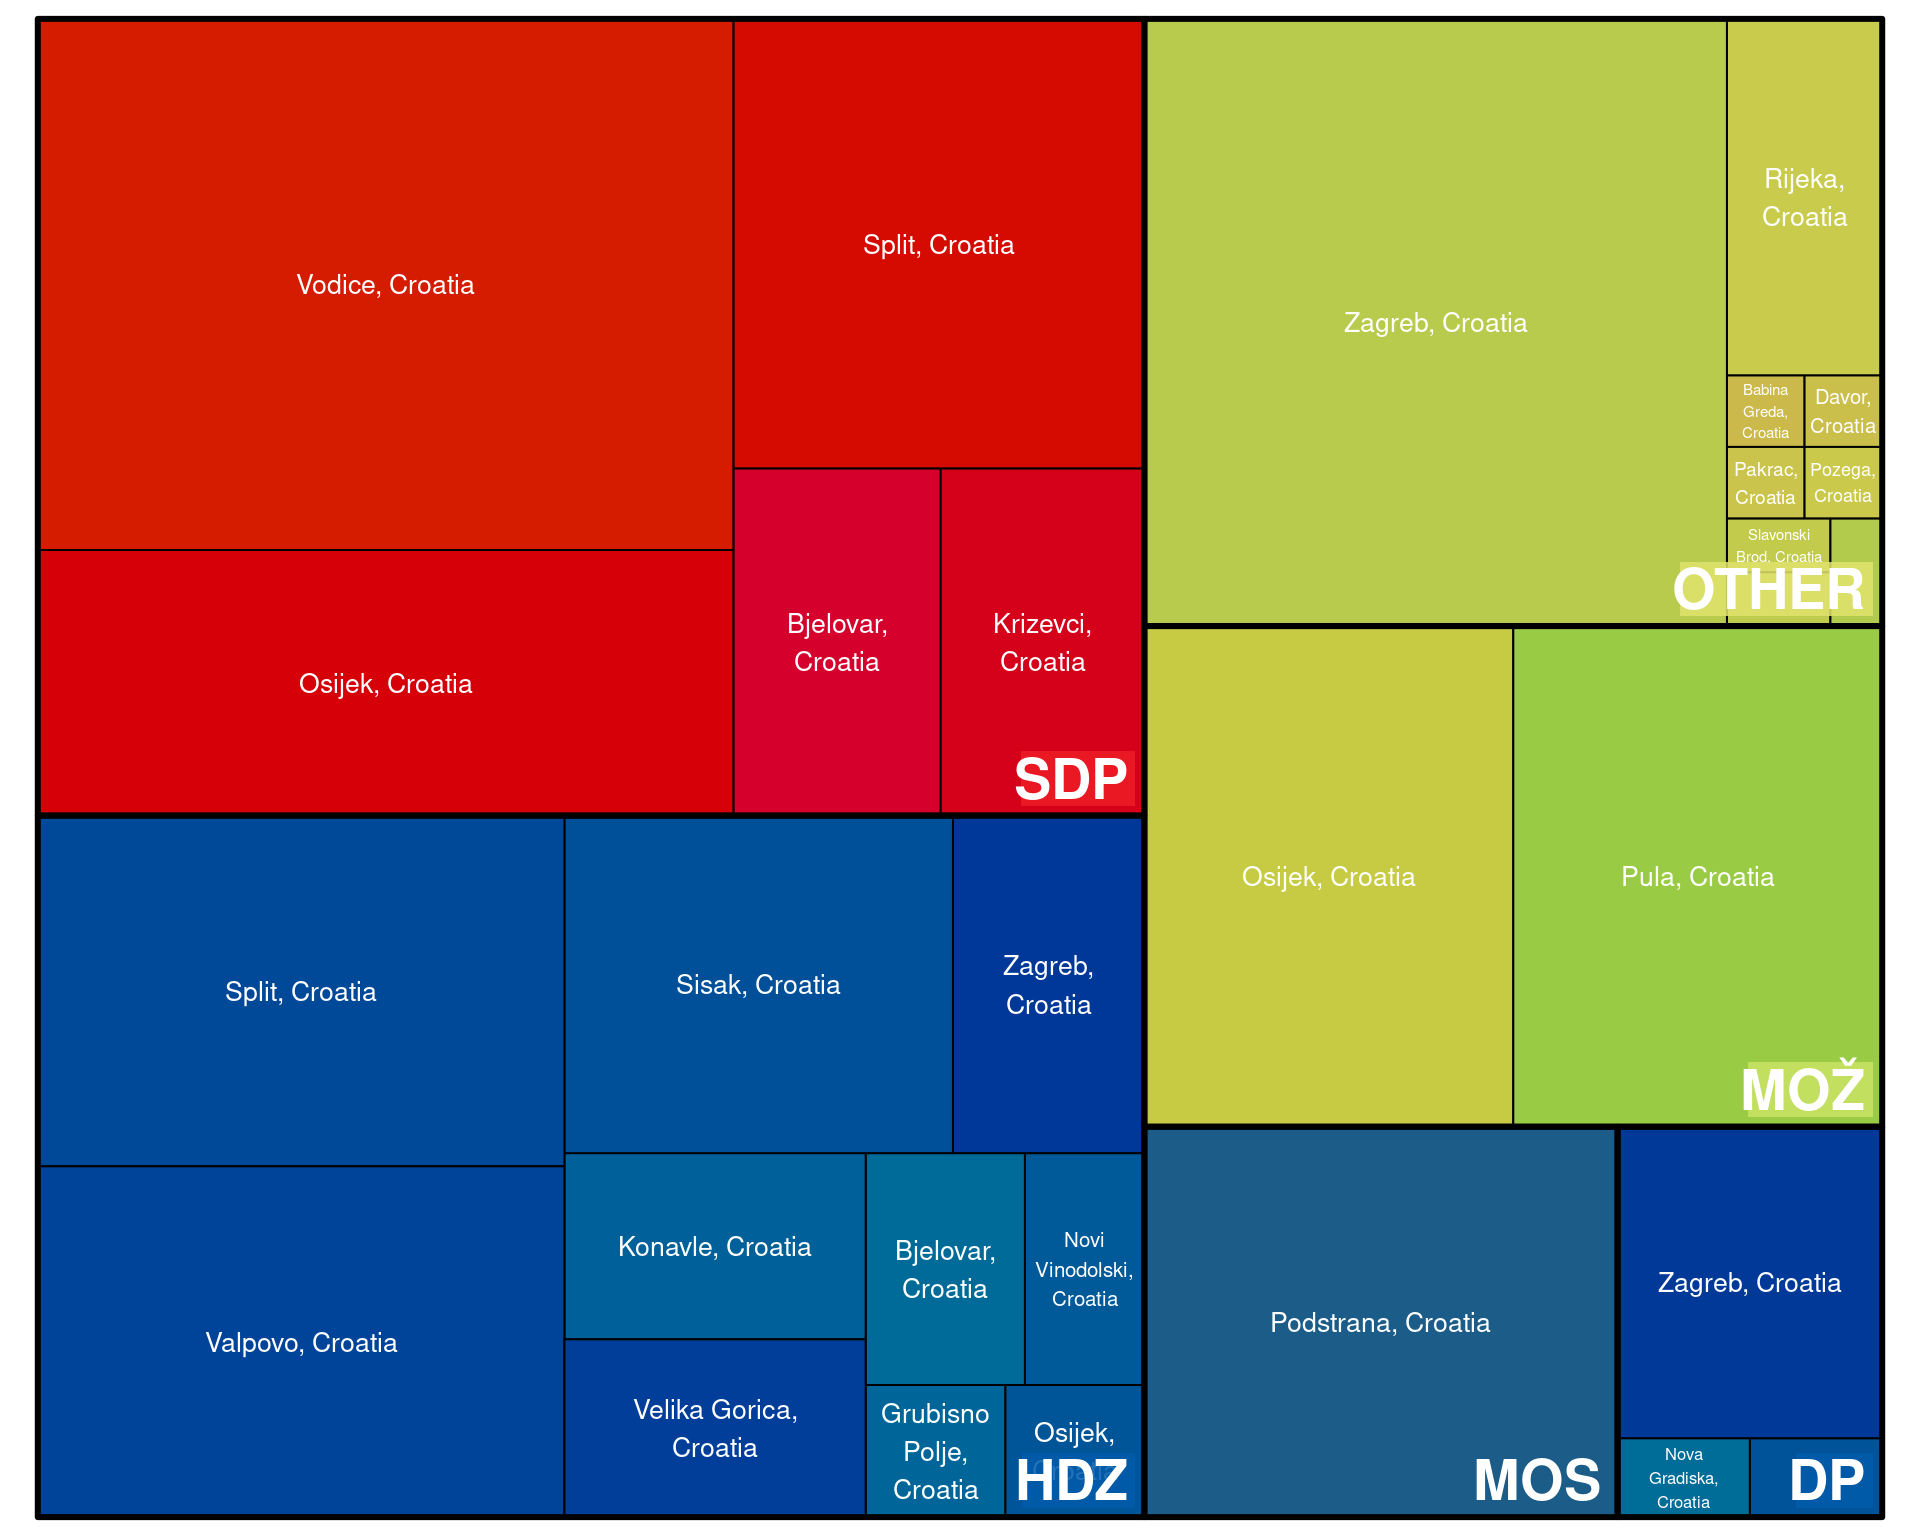 Vodice, Croatia
Split, Croatia
Osijek, Croatia
Bjelovar,
Croatia
Krizevci,
Croatia
SDP
Zagreb, Croatia
Rijeka,
Croatia
Babina
Greda,
Croatia
Davor,
Croatia
Pakrac,
Croatia
Pozega,
Croatia
Slavonski
Brod, Croatia
OTHER
Osijek, Croatia
Pula, Croatia
MOŽ
Split, Croatia
Sisak, Croatia
Zagreb,
Croatia
Valpovo, Croatia
Konavle, Croatia
Velika Gorica,
Croatia
Bjelovar,
Croatia
Novi
Vinodolski,
Croatia
Grubisno
Polje,
Croatia
Osijek,
Croatia
HDZ
Podstrana, Croatia
MOS
Zagreb, Croatia
Nova
Gradiska,
Croatia
DP